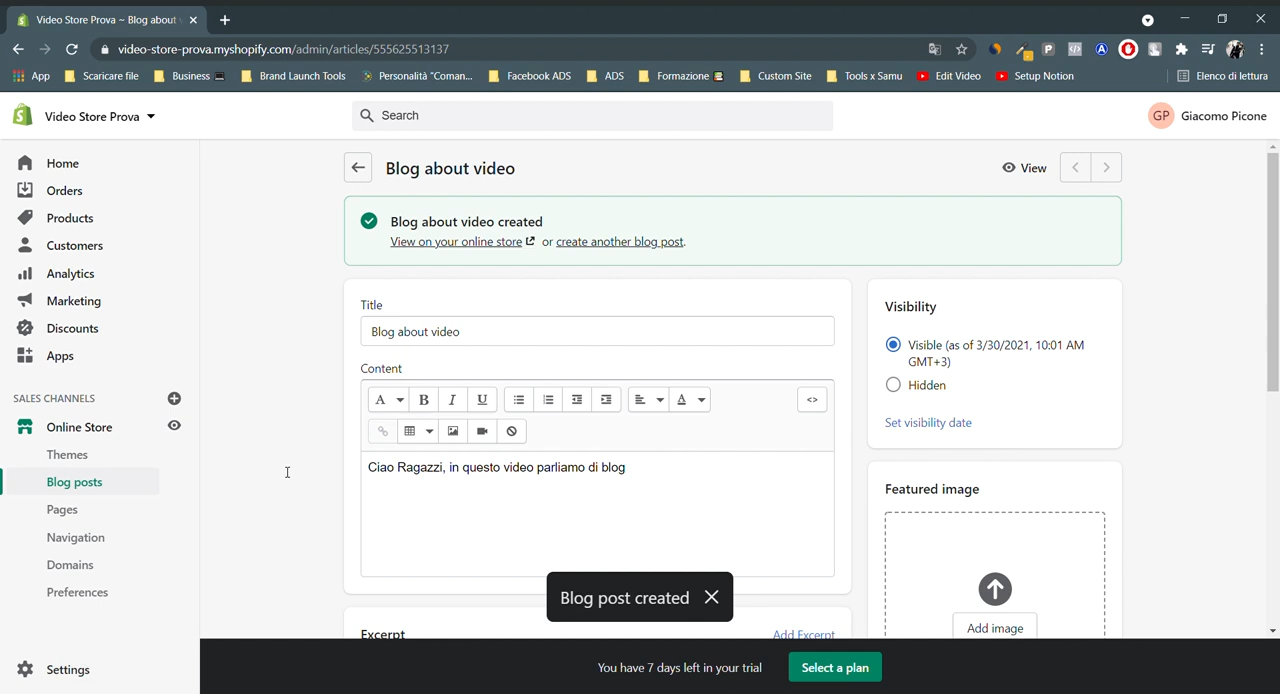 Video Store Prova ~ Blog about
video-store-prova.myshopify.com/admin/articles/555625513137
App Scaricare file Business Brand Launch Tools Personalità "Coman... Facebook ADS ADS Formazione Custom Site Tools x Samu Edit Video Setup Notion Elenco di lettura
Video Store Prova Search GP Giacomo Picone
Home
Orders
Products
Customers
Analytics
Marketing
Discounts
Apps
SALES CHANNELS
Online Store
Themes
Blog posts
Pages
Navigation
Domains
Preferences
Settings
Blog about video View
Blog about video created
View on your online store or create another blog post.
Title
Blog about video
Content
A B I U A <>
Ciao Ragazzi, in questo video parliamo di blog
Excerpt Add Excerpt
Visibility
Visible (as of 3/30/2021, 10:01 AM
GMT+3)
Hidden
Set visibility date
Featured image
Add image
Blog post created
You have 7 days left in your trial Select a plan